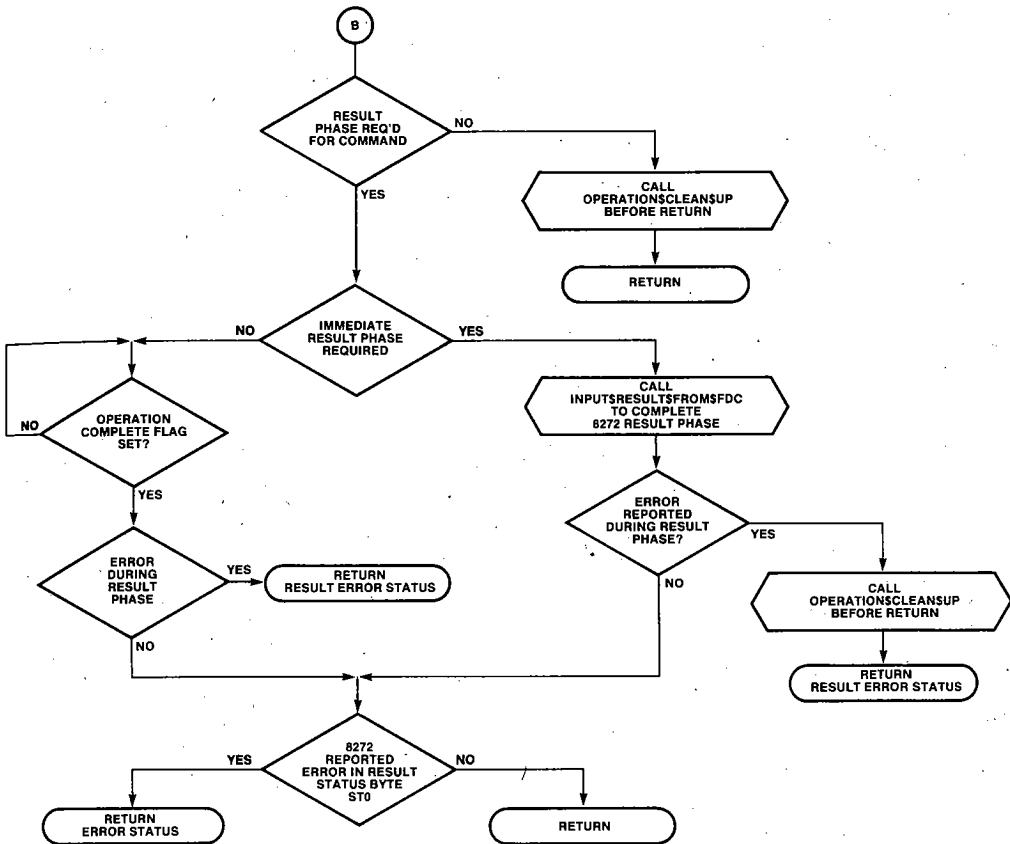 B
RESULT
PHASE REQ'D
FOR COMMAND
NO
YES
CALL
OPERATION$CLEAN$UP
BEFORE RETURN
RETURN
IMMEDIATE
RESULT PHASE
REQUIRED
NO
YES
CALL
INPUT$RESULT$FROM$FDC
TO COMPLETE
8272 RESULT PHASE
OPERATION
COMPLETE FLAG
SET?
NO
YES
ERROR
REPORTED
DURING RESULT
PHASE?
YES
NO
ERROR
DURING
RESULT
PHASE
YES
NO
RETURN
RESULT ERROR STATUS
CALL
OPERATION$CLEAN$UP
BEFORE RETURN
RETURN
RESULT ERROR STATUS
8272
REPORTED
ERROR IN RESULT
STATUS BYTE
ST0
YES
NO
RETURN
ERROR STATUS
RETURN